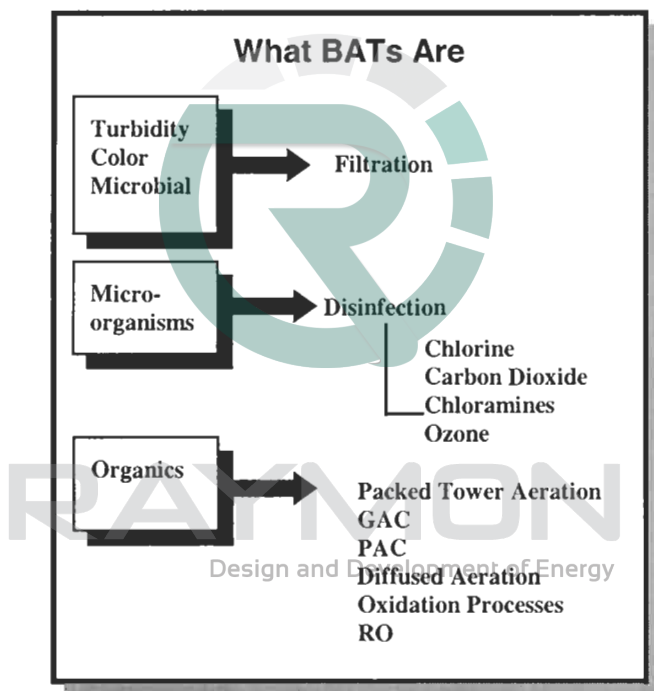 What BATs Are
Turbidity
Color
Microbial
Filtration
Micro-
organisms
Disinfection
Chlorine
Carbon Dioxide
Chloramines
Ozone
Organics
Packed Tower Aeration
GAC
PAC
Diffused Aeration
Oxidation Processes
RO
RAYMON
Design and Development of Energy